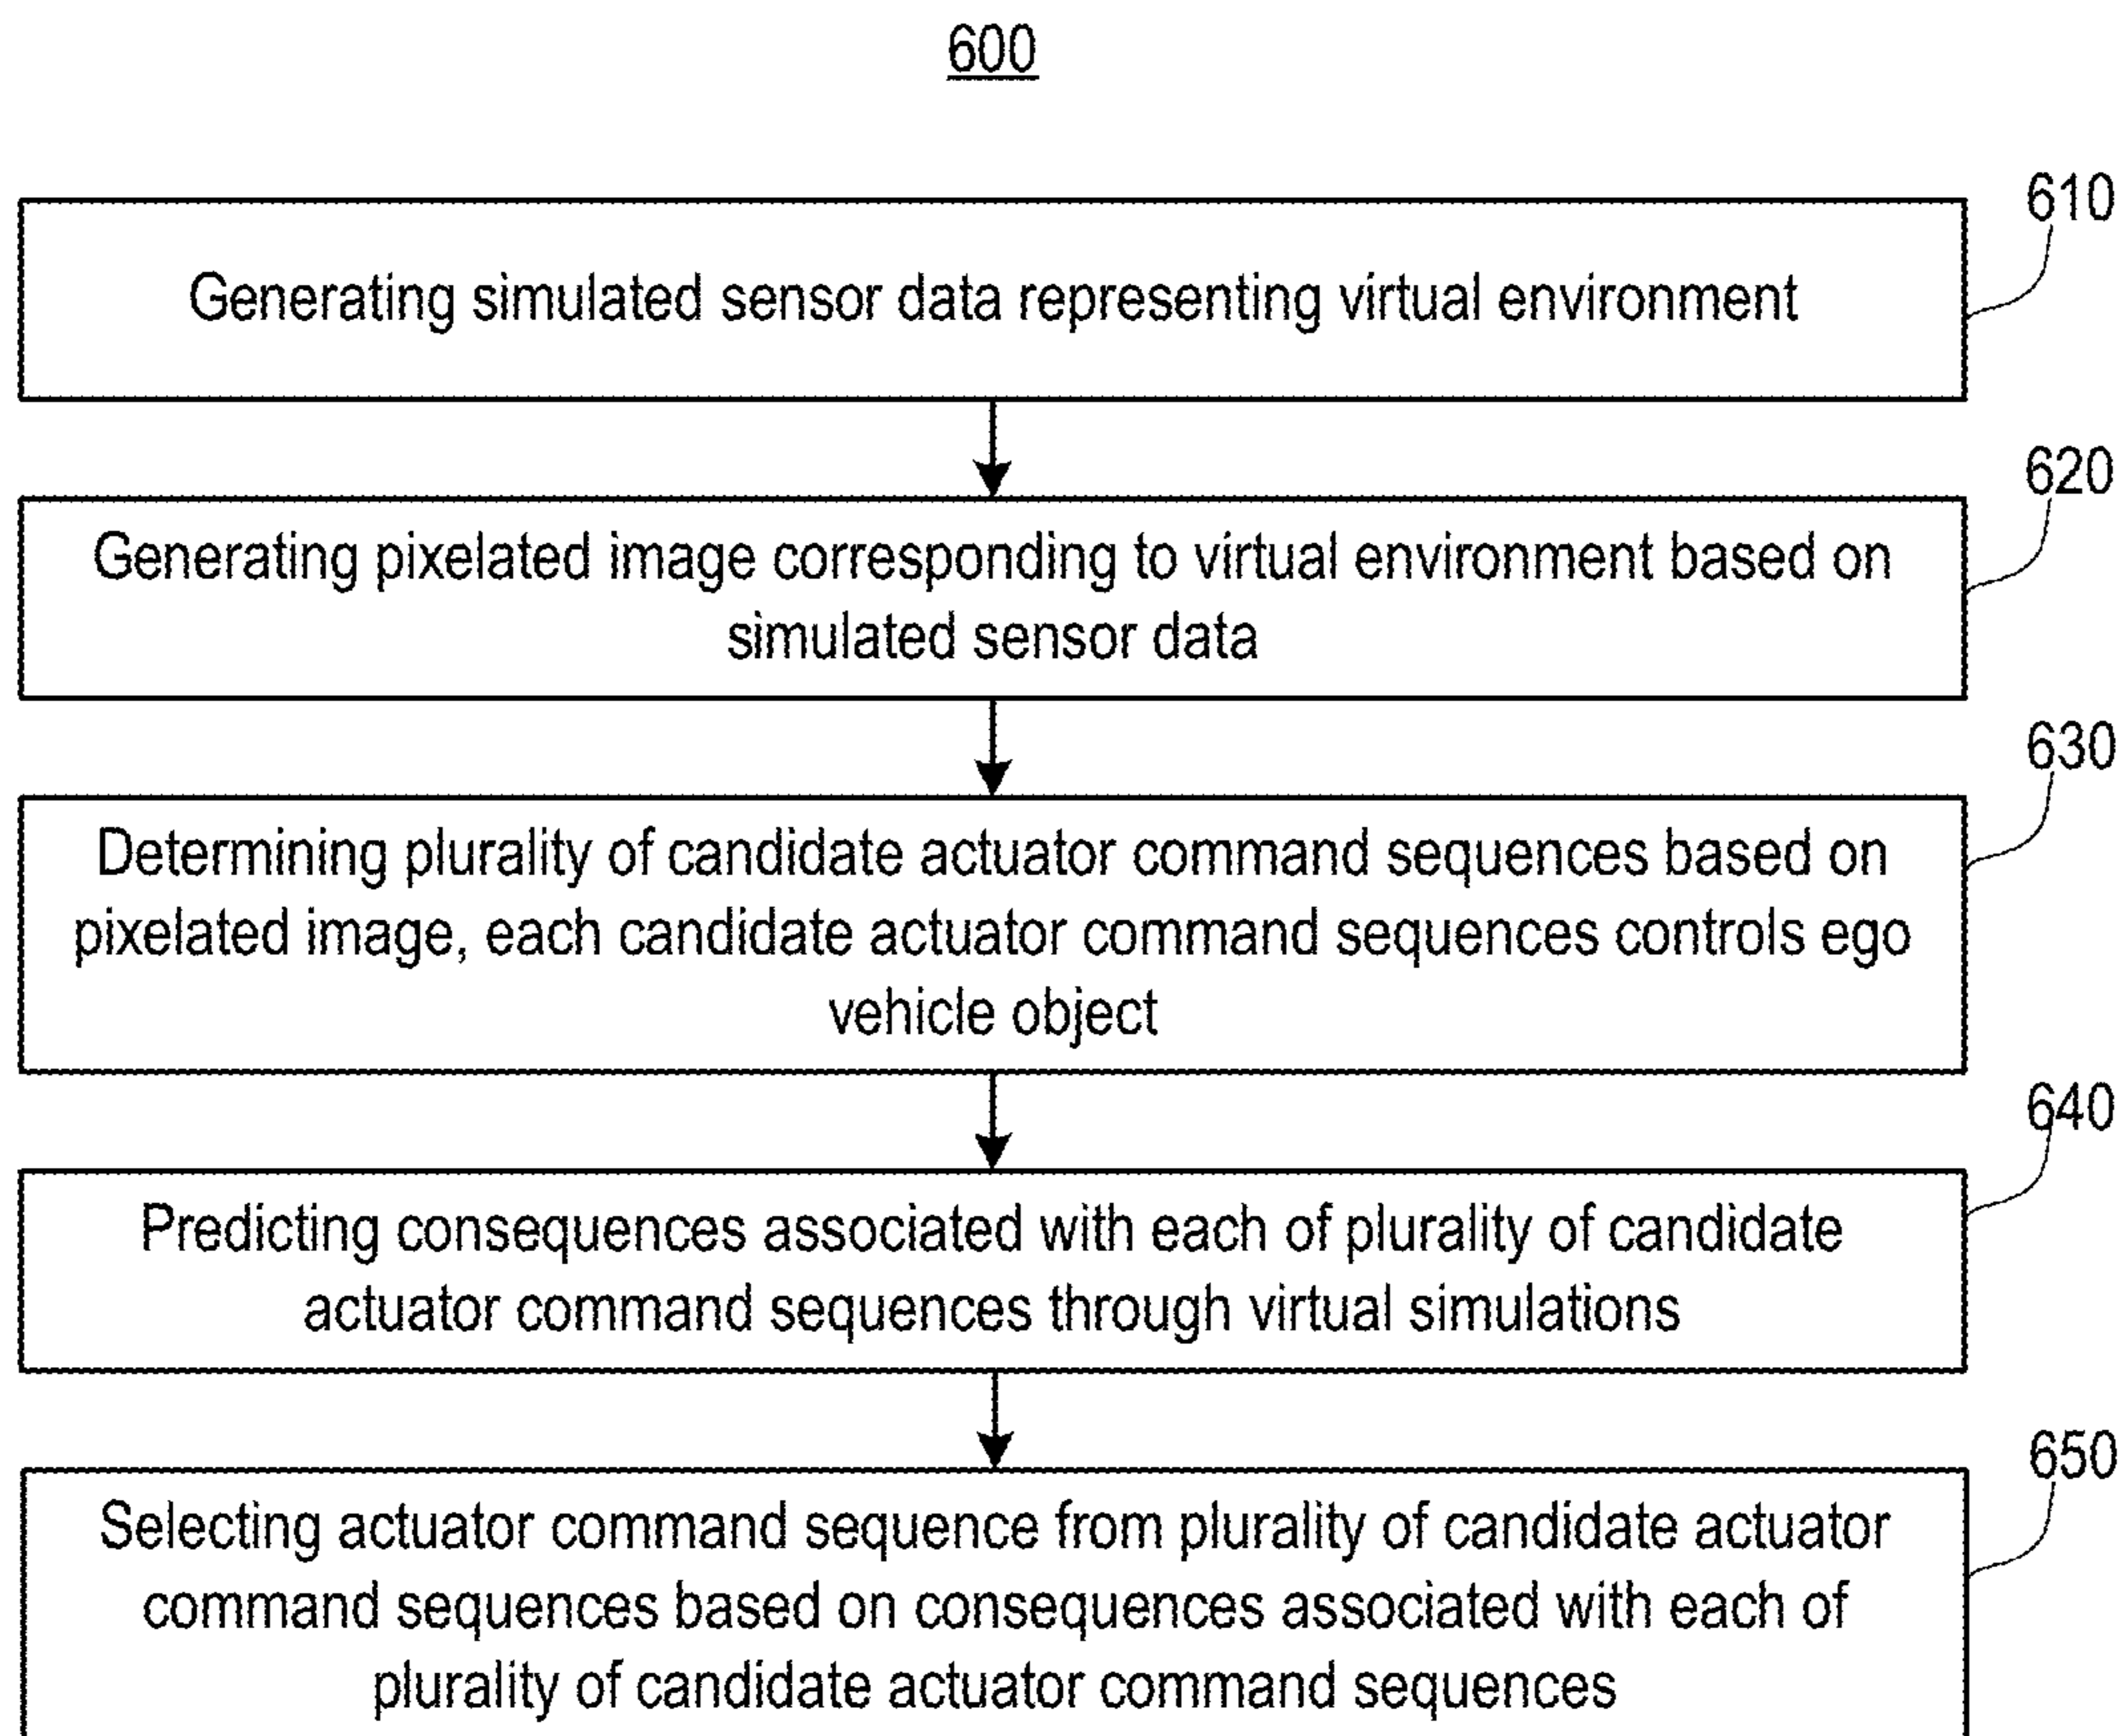 600
610
Generating simulated sensor data representing virtual environment
620
Generating pixelated image corresponding to virtual environment based on
simulated sensor data
630
Determining plurality of candidate actuator command sequences based on
pixelated image, each candidate actuator command sequences controls ego
vehicle object
640
Predicting consequences associated with each of plurality of candidate
actuator command sequences through virtual simulations
650
Selecting actuator command sequence from plurality of candidate actuator
command sequences based on consequences associated with each of
plurality of candidate actuator command sequences